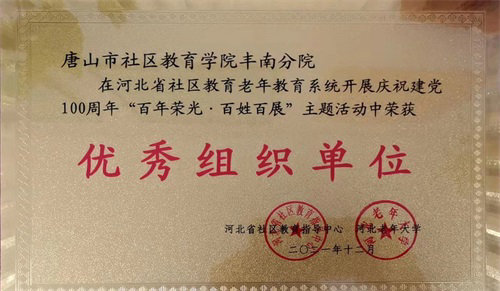 唐山市社区教育学院丰南分院
在河北省社区教育老年教育系统开展庆祝建党
100周年“百年荣光·百姓百展”主题活动中荣获
优秀组织单位
河北省社区教育指导中心 河北老年大学
二〇二一年十二月